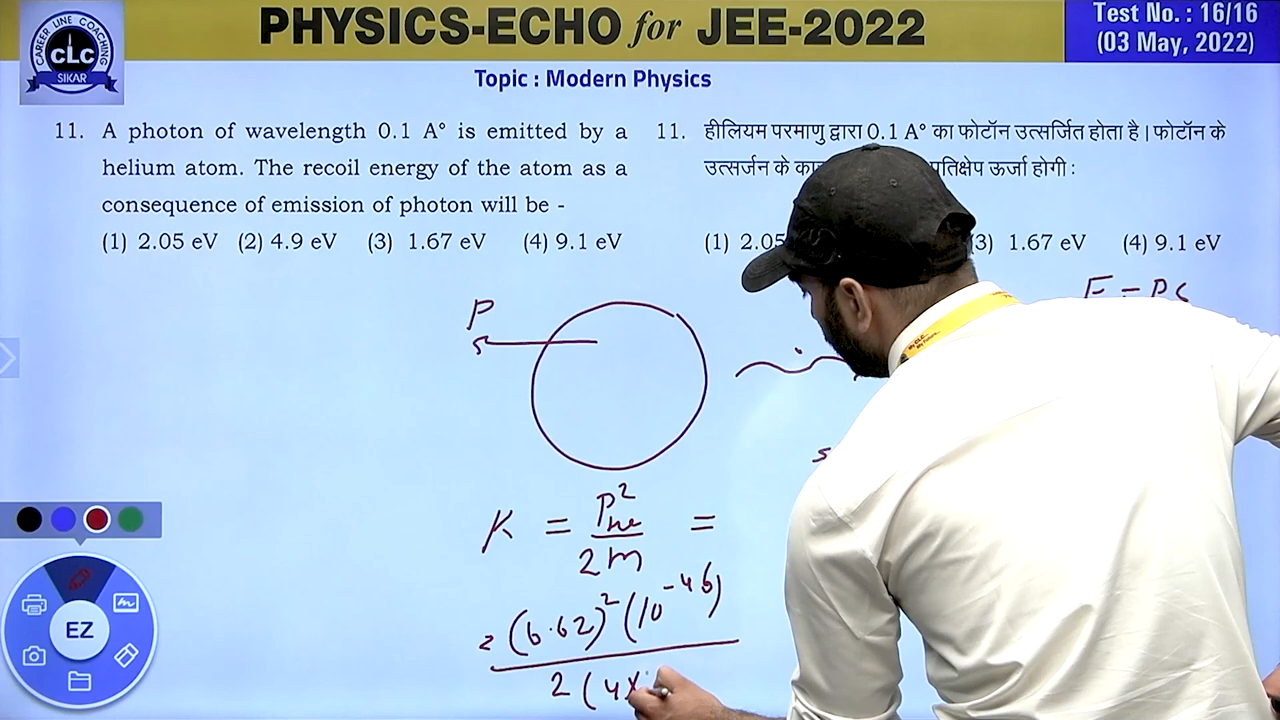 CAREER LINE COACHING
CLC
SIKAR
PHYSICS-ECHO for JEE-2022
Test No. : 16/16
(03 May, 2022)
Topic : Modern Physics
11. A photon of wavelength 0.1 A° is emitted by a
helium atom. The recoil energy of the atom as a
consequence of emission of photon will be -
(1) 2.05 eV (2) 4.9 eV (3) 1.67 eV (4) 9.1 eV
11. हीलियम परमाणु द्वारा 0.1 A° का फोटॉन उत्सर्जित होता है। फोटॉन के
उत्सर्जन के प्रतिक्षेप ऊर्जा होगी :
(1) 2.05 3) 1.67 eV (4) 9.1 eV
E = PC
P
K = P²he / 2m =
= (6.62)² (10⁻⁴⁶)
2 (4×
EZ